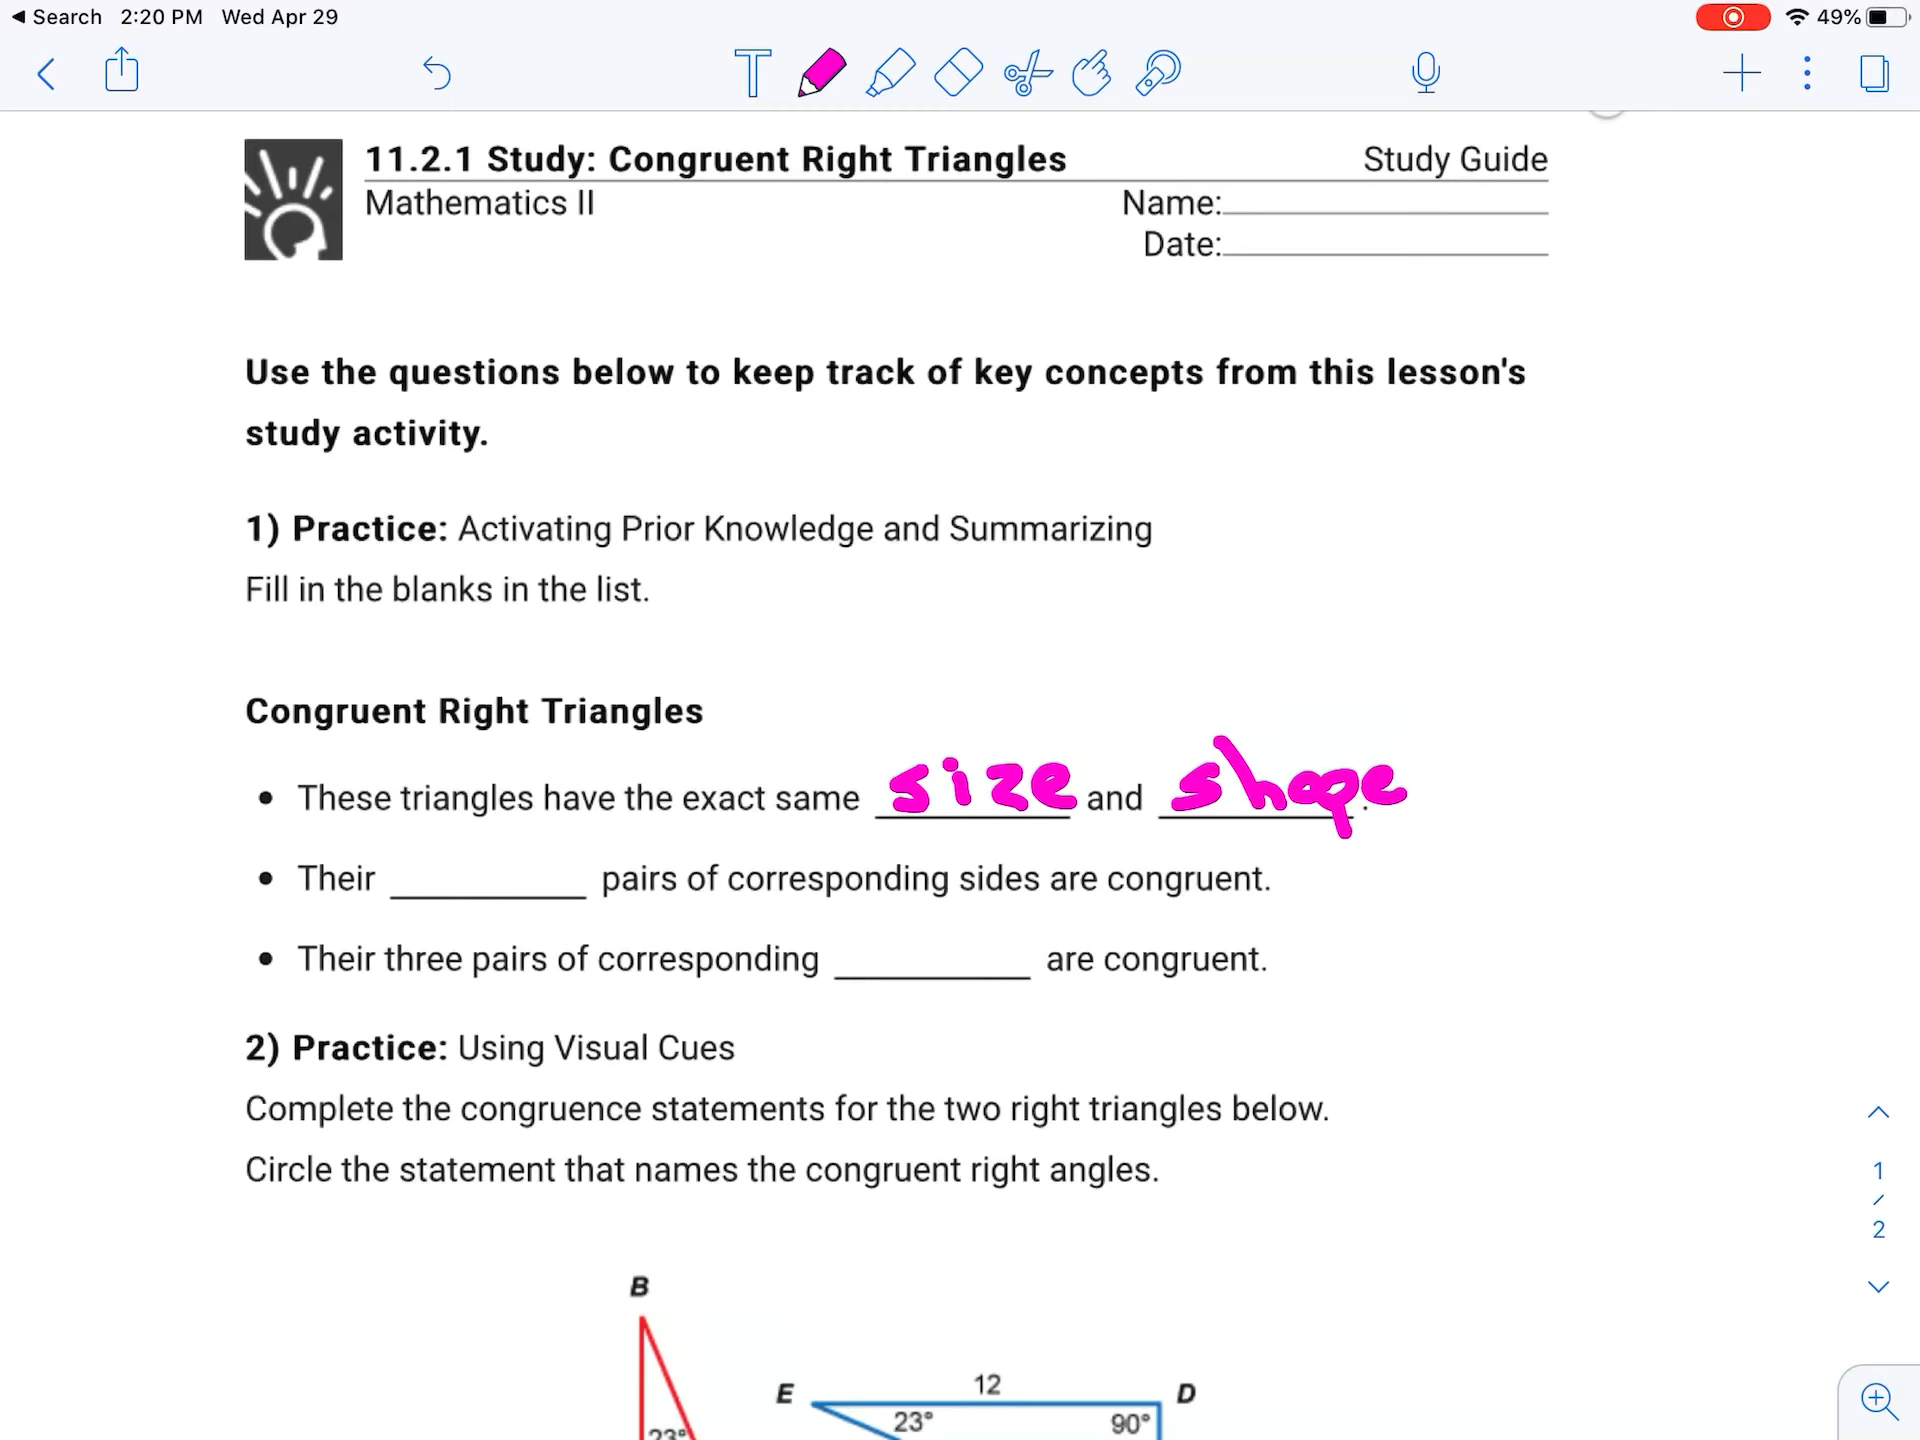 Search 2:20 PM Wed Apr 29 49%
T
11.2.1 Study: Congruent Right Triangles Study Guide
Mathematics II Name:
Date:
Use the questions below to keep track of key concepts from this lesson's
study activity.
1) Practice: Activating Prior Knowledge and Summarizing
Fill in the blanks in the list.
Congruent Right Triangles
• These triangles have the exact same size and shape.
• Their __________ pairs of corresponding sides are congruent.
• Their three pairs of corresponding __________ are congruent.
2) Practice: Using Visual Cues
Complete the congruence statements for the two right triangles below.
Circle the statement that names the congruent right angles.
1
/
2
B
E 12 D
23° 90°
23°